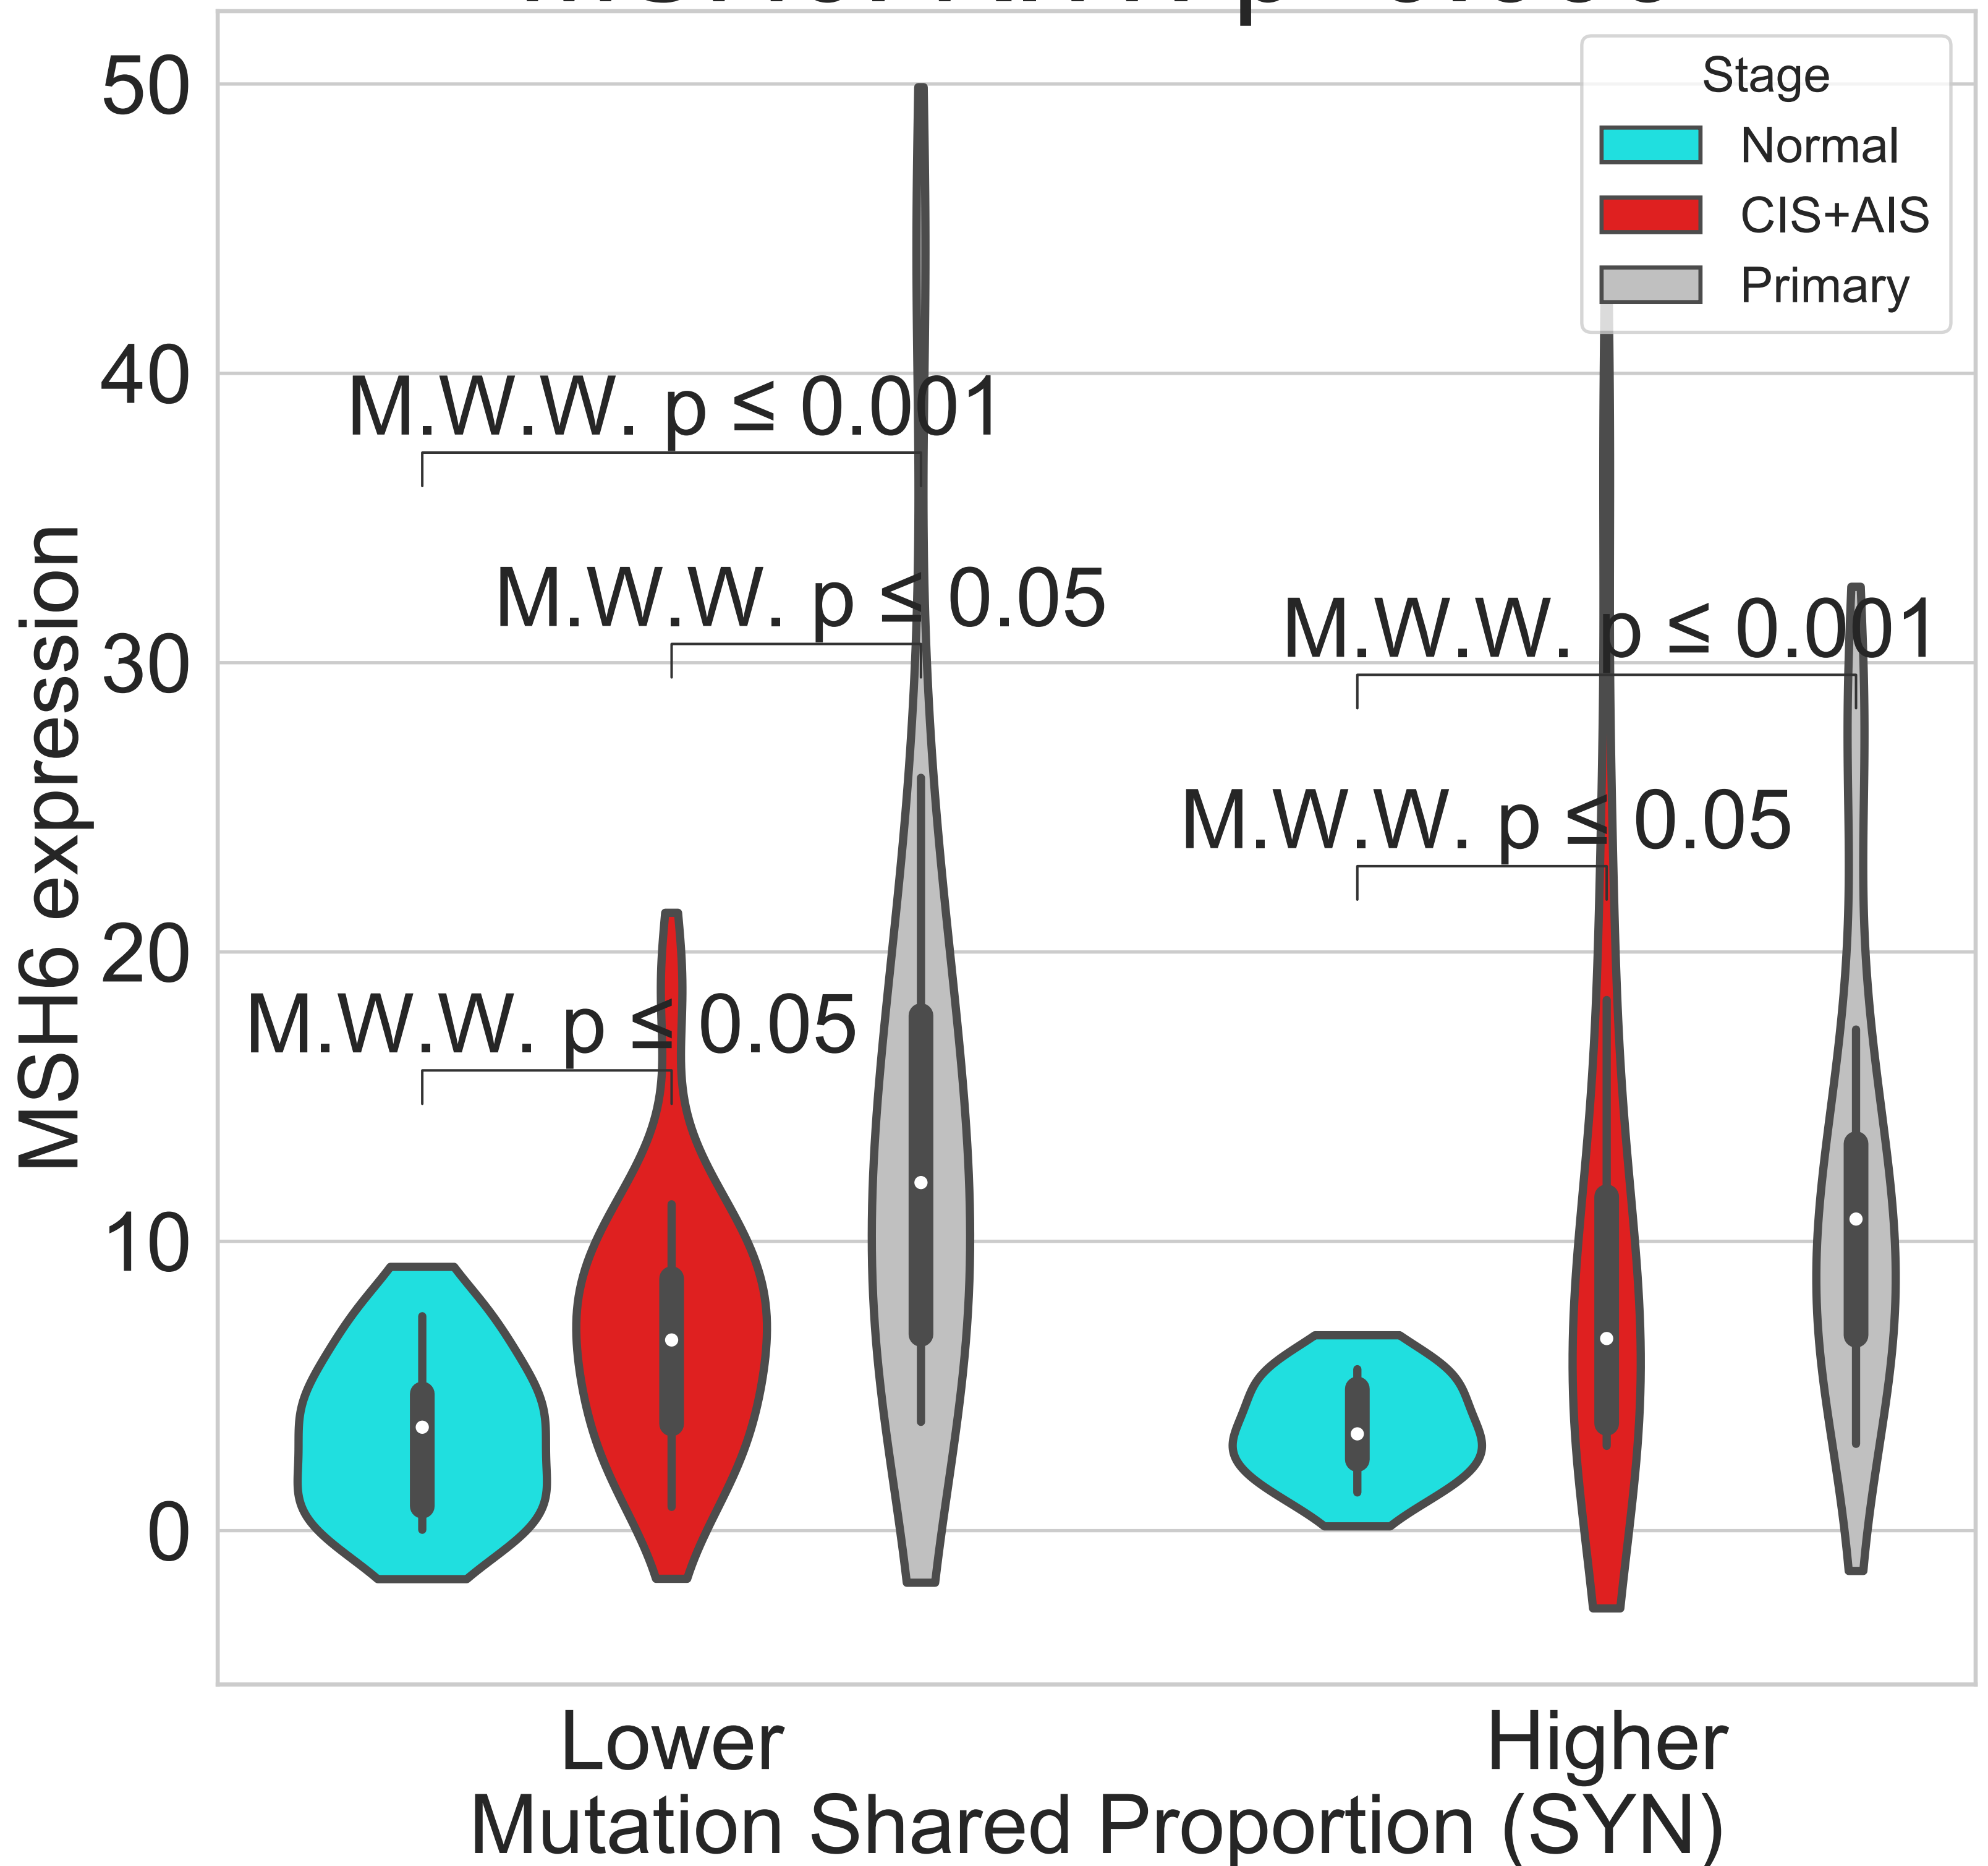 50
40
30
20
10
0
MSH6 expression
Stage
Normal
CIS+AIS
Primary
M.W.W. p ≤ 0.001
M.W.W. p ≤ 0.05
M.W.W. p ≤ 0.05
M.W.W. p ≤ 0.001
M.W.W. p ≤ 0.05
Lower
Higher
Mutation Shared Proportion (SYN)